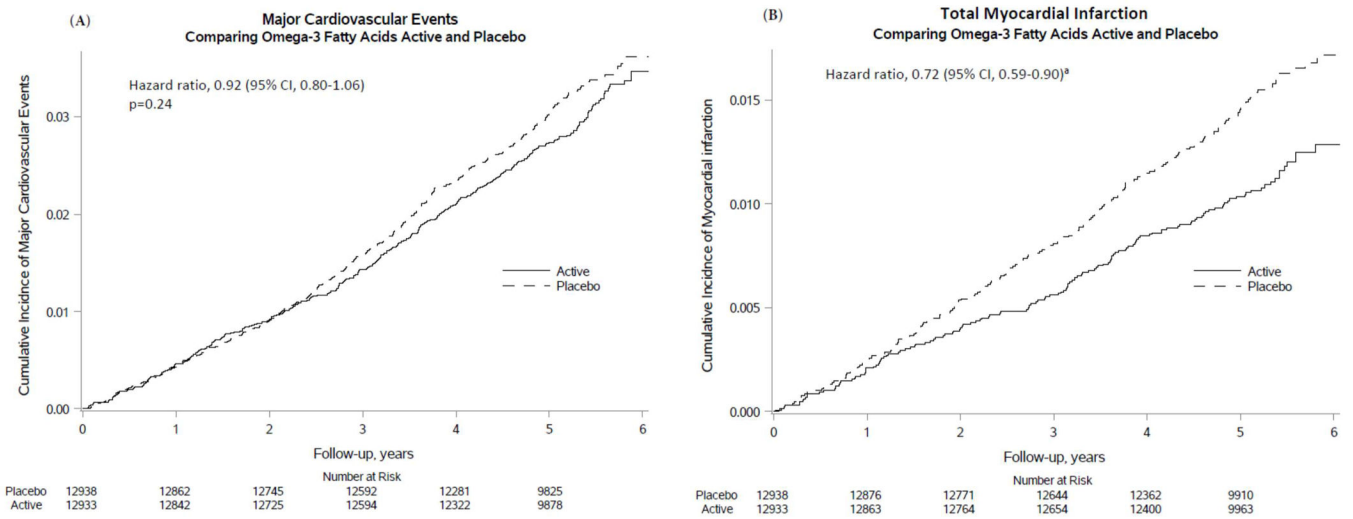 (A)
Major Cardiovascular Events
Comparing Omega-3 Fatty Acids Active and Placebo
Hazard ratio, 0.92 (95% CI, 0.80-1.06)
p=0.24
Cumulative Incidnce of Major Cardiovascular Events
0.03
0.02
0.01
0.00
Active
Placebo
0 1 2 3 4 5 6
Follow-up, years
Number at Risk
Placebo 12938 12862 12745 12592 12281 9825
Active 12933 12842 12725 12594 12322 9878
(B)
Total Myocardial Infarction
Comparing Omega-3 Fatty Acids Active and Placebo
Hazard ratio, 0.72 (95% CI, 0.59-0.90)ª
Cumulative Incidnce of Myocardial infarction
0.015
0.010
0.005
0.000
Active
Placebo
0 1 2 3 4 5 6
Follow-up, years
Number at Risk
Placebo 12938 12876 12771 12644 12362 9910
Active 12933 12863 12764 12654 12400 9963